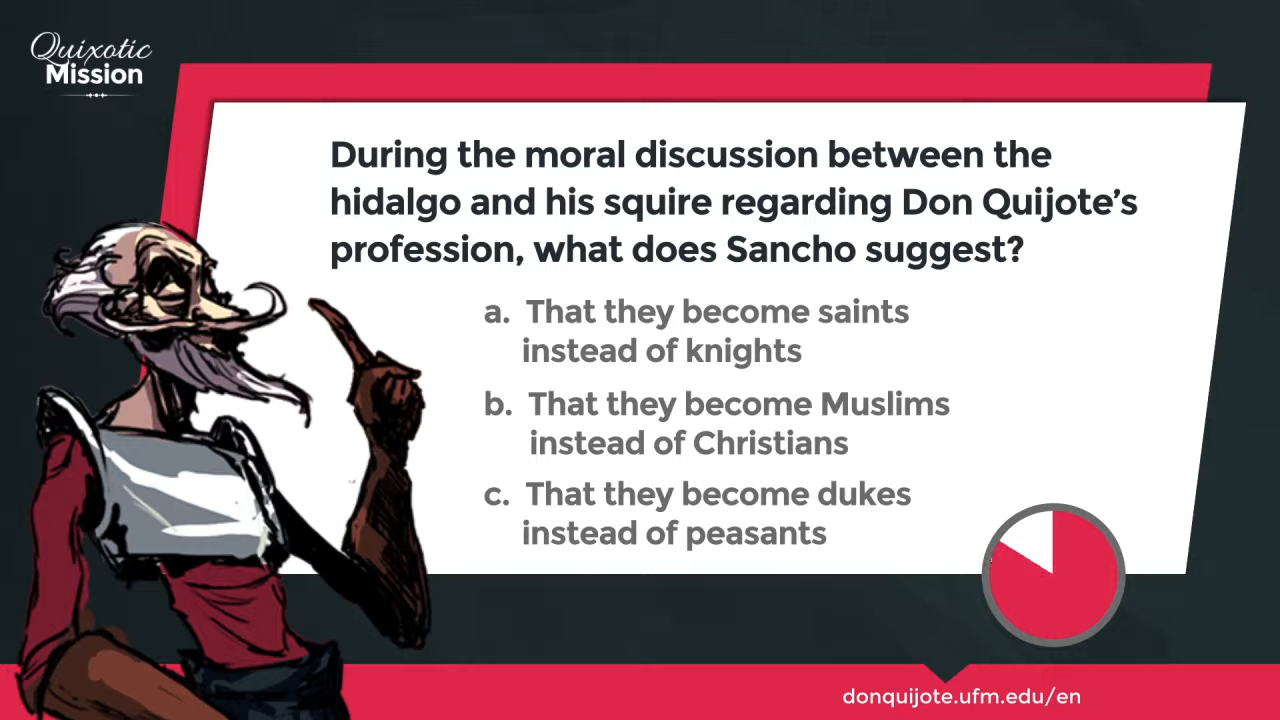 Quixotic
Mission
During the moral discussion between the
hidalgo and his squire regarding Don Quijote’s
profession, what does Sancho suggest?
a. That they become saints
instead of knights
b. That they become Muslims
instead of Christians
c. That they become dukes
instead of peasants
donquijote.ufm.edu/en